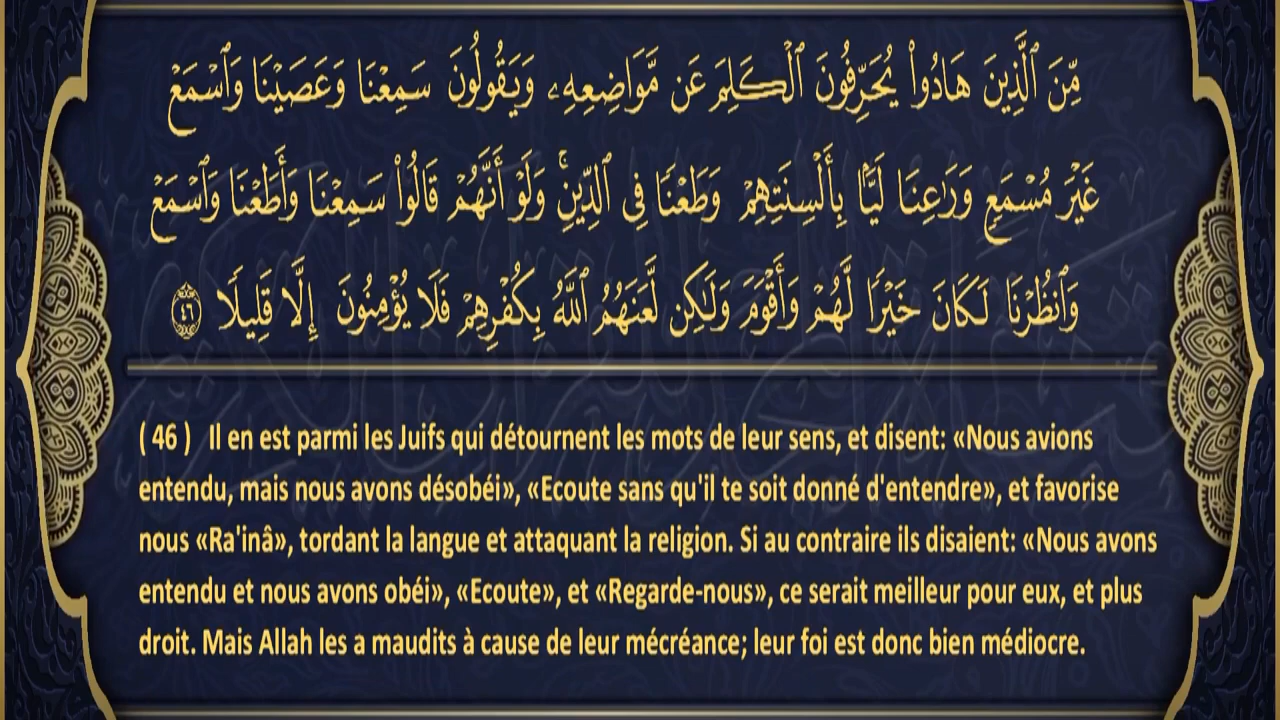 مِّنَ ٱلَّذِينَ هَادُواْ يُحَرِّفُونَ ٱلۡكَلِمَ عَن مَّوَاضِعِهِۦ وَيَقُولُونَ سَمِعۡنَا وَعَصَيۡنَا وَٱسۡمَعۡ
غَيۡرَ مُسۡمَعٖ وَرَٰعِنَا لَيَّۢا بِأَلۡسِنَتِهِمۡ وَطَعۡنٗا فِي ٱلدِّينِۚ وَلَوۡ أَنَّهُمۡ قَالُواْ سَمِعۡنَا وَأَطَعۡنَا وَٱسۡمَعۡ
وَٱنظُرۡنَا لَكَانَ خَيۡرٗا لَّهُمۡ وَأَقۡوَمَ وَلَٰكِن لَّعَنَهُمُ ٱللَّهُ بِكُفۡرِهِمۡ فَلَا يُؤۡمِنُونَ إِلَّا قَلِيلٗا ٤٦
( 46 ) Il en est parmi les Juifs qui détournent les mots de leur sens, et disent: «Nous avions
entendu, mais nous avons désobéi», «Ecoute sans qu'il te soit donné d'entendre», et favorise
nous «Ra'inâ», tordant la langue et attaquant la religion. Si au contraire ils disaient: «Nous avons
entendu et nous avons obéi», «Ecoute», et «Regarde-nous», ce serait meilleur pour eux, et plus
droit. Mais Allah les a maudits à cause de leur mécréance; leur foi est donc bien médiocre.